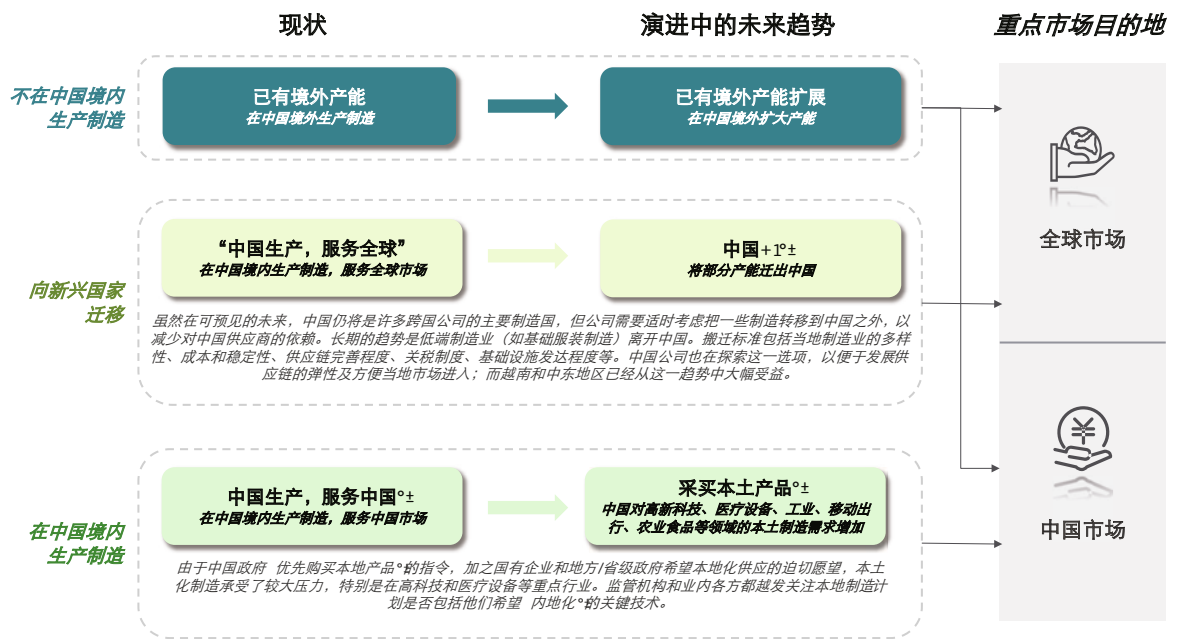 现状
演进中的未来趋势
重点市场目的地
不在中国境内
生产制造
已有境外产能
在中国境外生产制造
已有境外产能扩展
在中国境外扩大产能
全球市场
向新兴国家
迁移
“中国生产，服务全球”
在中国境内生产制造，服务全球市场
中国+1°±
将部分产能迁出中国
虽然在可预见的未来，中国仍将是许多跨国公司的主要制造国，但公司需要适时考虑把一些制造转移到中国之外，以
减少对中国供应商的依赖。长期的趋势是低端制造业（如基础服装制造）离开中国。搬迁标准包括当地制造业的多样
性、成本和稳定性、供应链完善程度、关税制度、基础设施发达程度等。中国公司也在探索这一选项，以便于发展供
应链的弹性及方便当地市场进入；而越南和中东地区已经从这一趋势中大幅受益。
在中国境内
生产制造
中国生产，服务中国°±
在中国境内生产制造，服务中国市场
采买本土产品°±
中国对高新科技、医疗设备、工业、移动出
行、农业食品等领域的本土制造需求增加
中国市场
由于中国政府 优先购买本地产品°±的指令，加之国有企业和地方/省级政府希望本地化供应的迫切愿望，本土
化制造承受了较大压力，特别是在高科技和医疗设备等重点行业。监管机构和业内各方都越发关注本地制造计
划是否包括他们希望 内地化°±的关键技术。